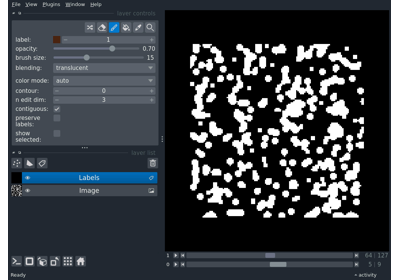 File View Plugins Window Help
layer controls
label: 1
opacity: 0.70
brush size: 15
blending: translucent
color mode: auto
contour: 0
n edit dim: 3
contiguous:
preserve
labels:
show
selected:
layer list
Labels
Image
1 64 127
0 5 9
Ready activity